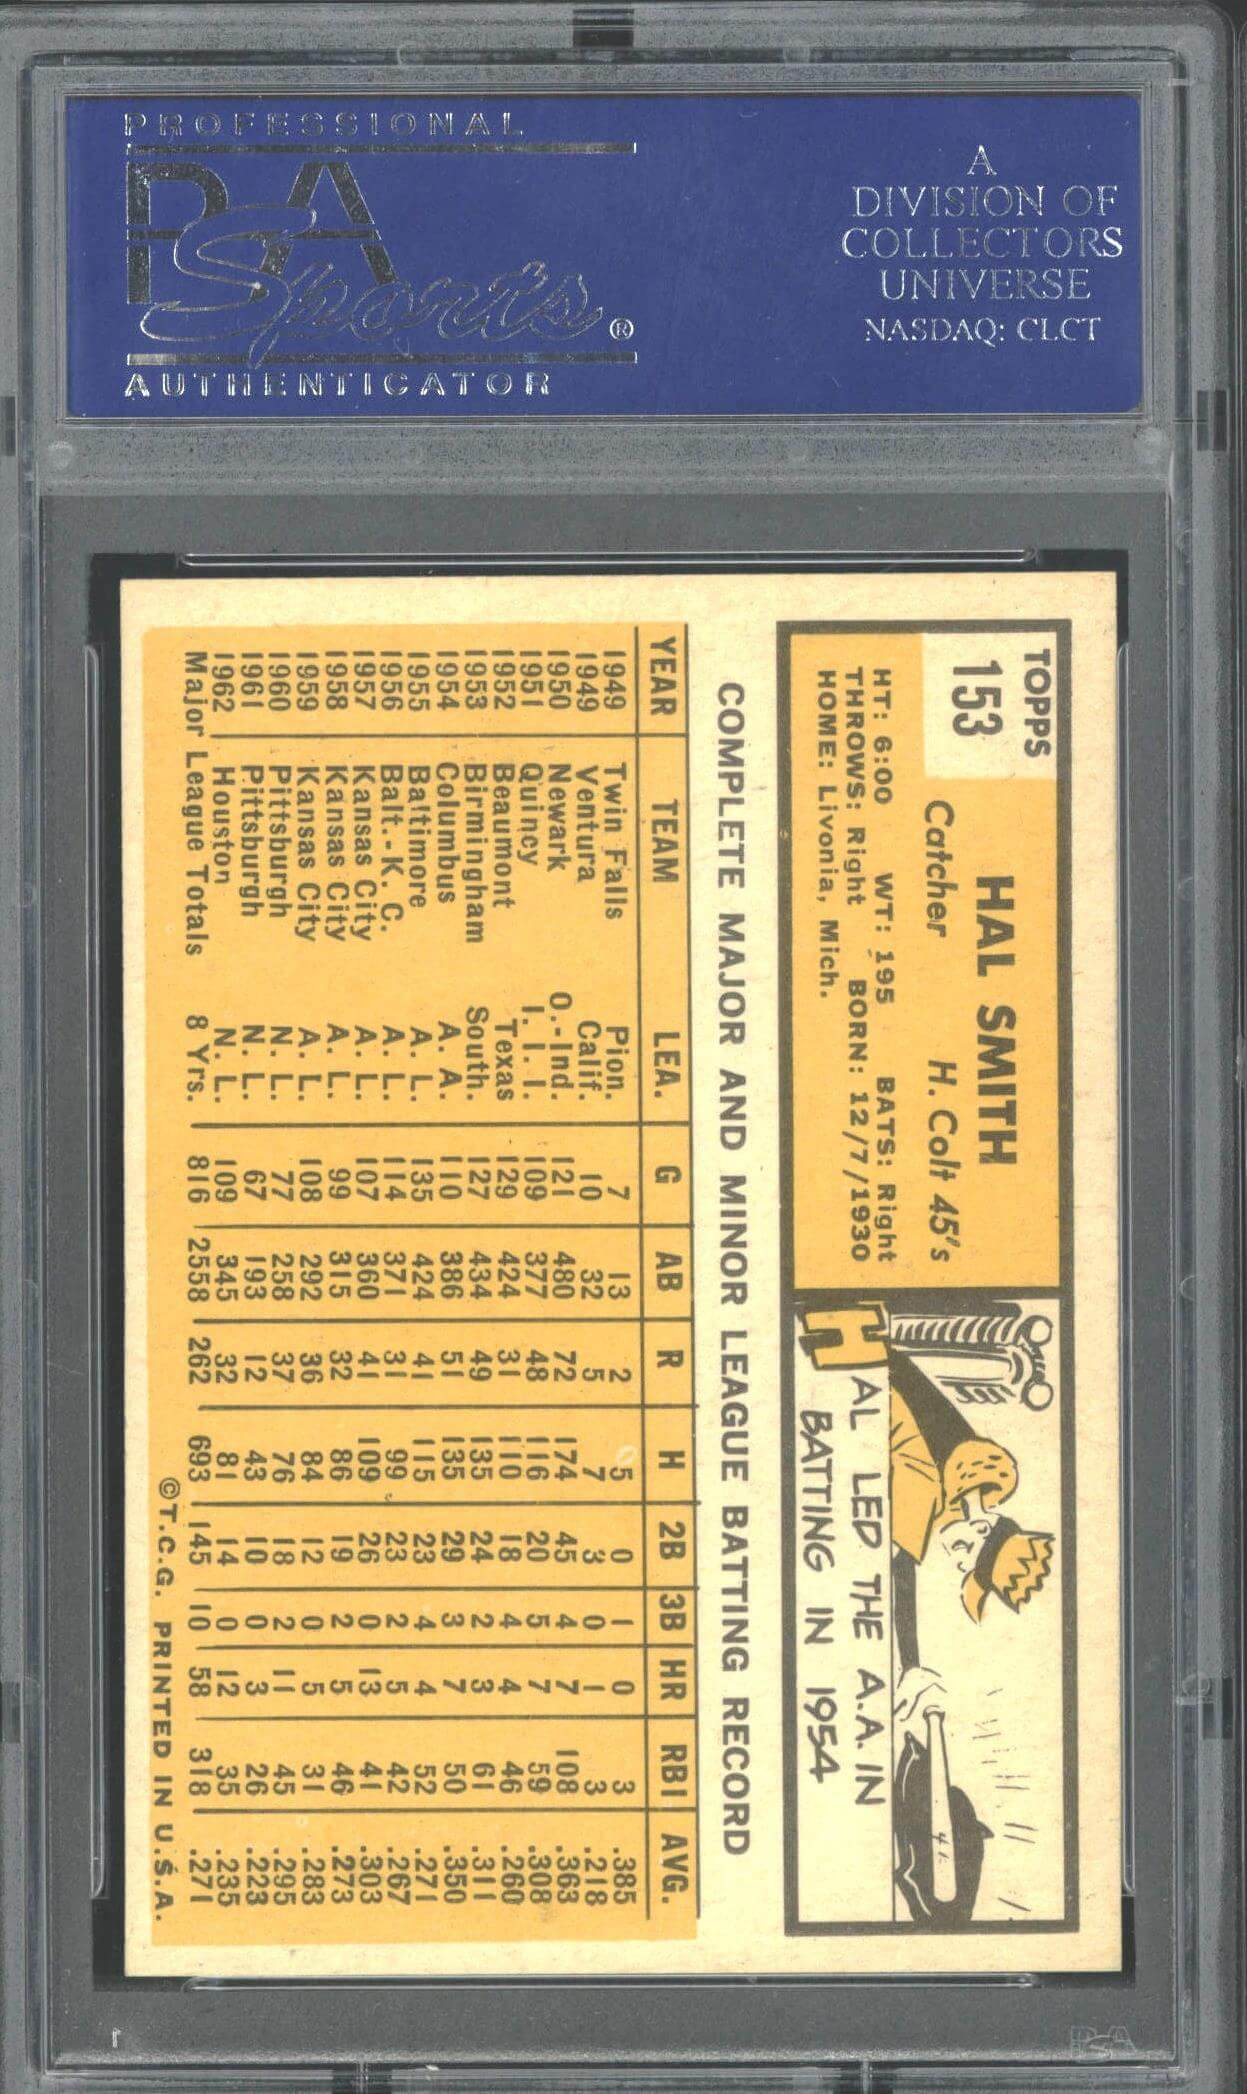 PROFESSIONAL
PSA
Sports®
AUTHENTICATOR
A
DIVISION OF
COLLECTORS
UNIVERSE
NASDAQ: CLCT
TOPPS
153
HAL SMITH
Catcher H. Colt 45's
HT: 6:00 WT: 195 BATS: Right
THROWS: Right BORN: 12/7/1930
HOME: Livonia, Mich.
HAL LED THE A.A. IN
BATTING IN 1954
COMPLETE MAJOR AND MINOR LEAGUE BATTING RECORD
YEAR TEAM LEA. G AB R H 2B 3B HR RBI AVG.
1949 Twin Falls Pion. 7 13 2 5 0 1 0 3 .385
1949 Ventura Calif. 10 32 5 7 3 0 1 3 .218
1950 Newark O.-Ind. 121 480 72 174 45 4 7 108 .363
1951 Quincy I. I. I. 109 377 48 116 20 5 7 59 .308
1952 Beaumont Texas 129 424 31 110 18 4 4 46 .260
1953 Birmingham South. 127 434 49 135 24 2 3 61 .311
1954 Columbus A. A. 110 386 51 135 29 3 7 50 .350
1955 Baltimore A. L. 135 424 41 115 23 4 4 52 .271
1956 Balt.-K. C. A. L. 114 371 31 99 23 2 5 42 .267
1957 Kansas City A. L. 107 360 41 109 26 0 13 41 .303
1958 Kansas City A. L. 99 315 32 86 19 2 5 46 .273
1959 Kansas City A. L. 108 292 36 84 12 0 5 31 .283
1960 Pittsburgh N. L. 77 258 37 76 18 2 11 45 .295
1961 Pittsburgh N. L. 67 193 12 43 10 0 3 26 .223
1962 Houston N. L. 109 345 32 81 14 0 12 35 .235
Major League Totals 8 Yrs. 816 2558 262 693 145 10 58 318 .271
©T.C.G. PRINTED IN U.S.A.
PSA